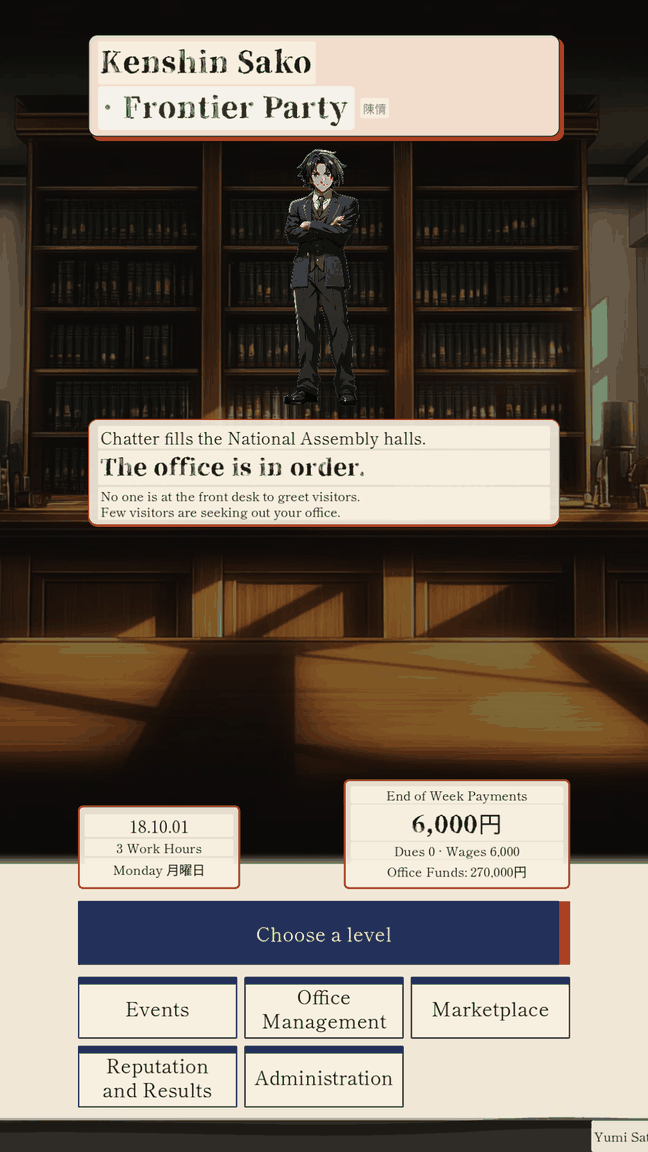 Kenshin Sako
· Frontier Party 陳情
Chatter fills the National Assembly halls.
The office is in order.
No one is at the front desk to greet visitors.
Few visitors are seeking out your office.
18.10.01
3 Work Hours
Monday 月曜日
End of Week Payments
6,000円
Dues 0 · Wages 6,000
Office Funds: 270,000円
Choose a level
Events
Office
Management
Marketplace
Reputation
and Results
Administration
Yumi